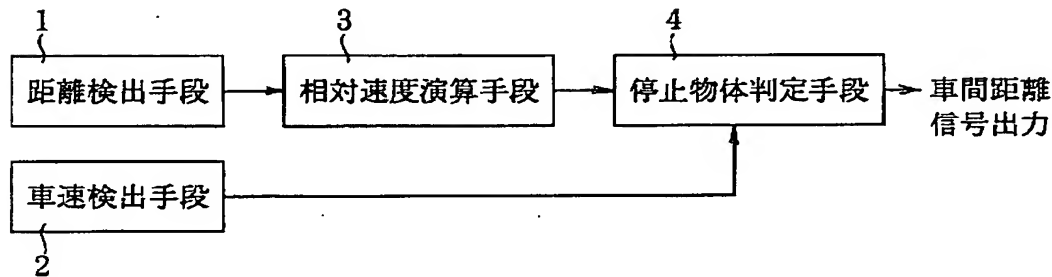 1
距離検出手段
3
相対速度演算手段
4
停止物体判定手段
車間距離
信号出力
車速検出手段
2